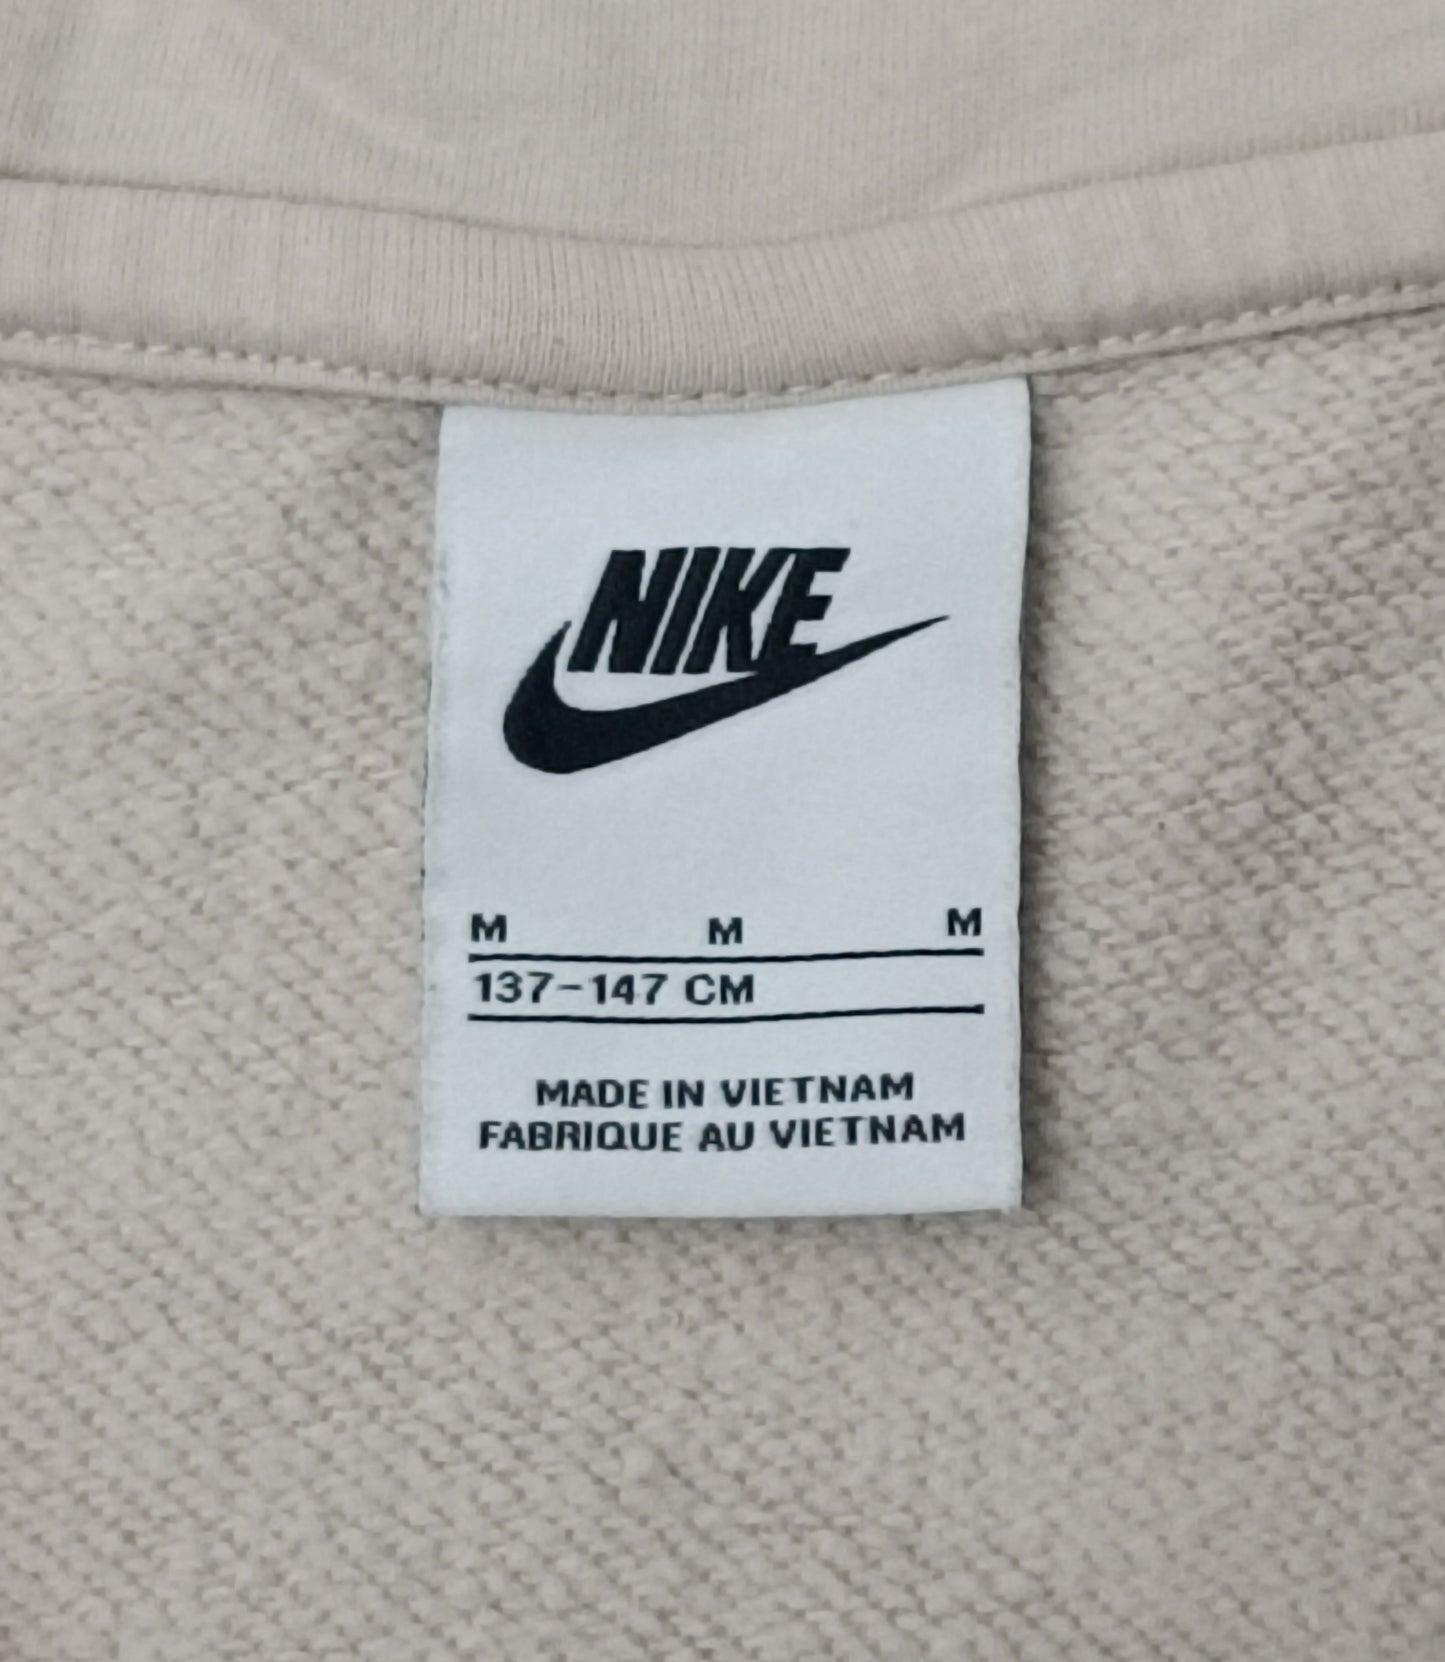 NIKE
M M M
137-147 CM
MADE IN VIETNAM
FABRIQUE AU VIETNAM